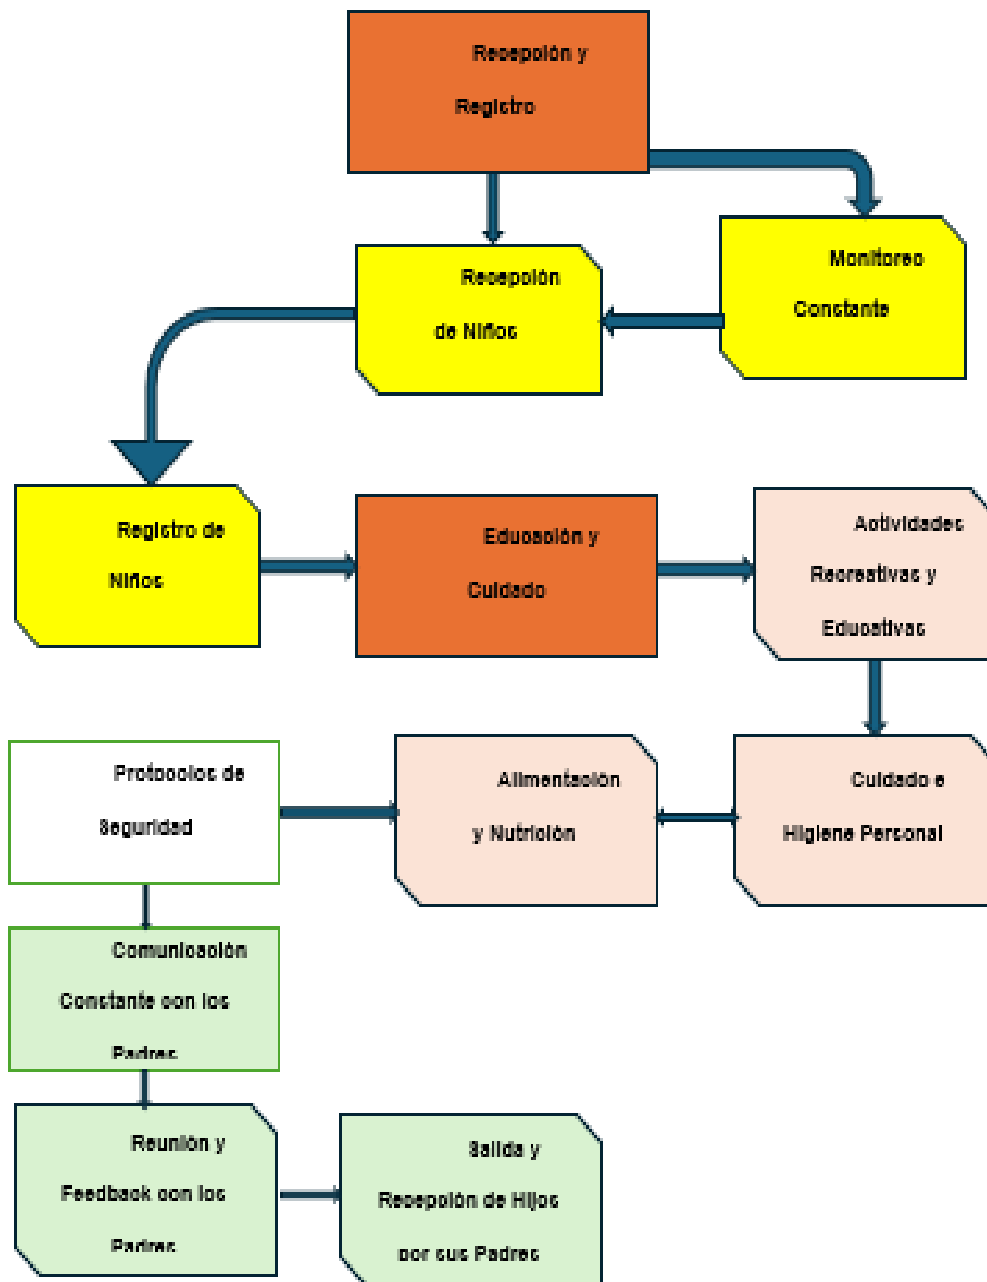 Recepción y
Registro
Monitoreo
Constante
Recepción
de Niños
Registro de
Niños
Educación y
Cuidado
Actividades
Recreativas y
Educativas
Protocolos de
Seguridad
Alimentación
y Nutrición
Cuidado e
Higiene Personal
Comunicación
Constante con los
Padres
Reunión y
Feedback con los
Padres
Salida y
Recepción de Hijos
por sus Padres